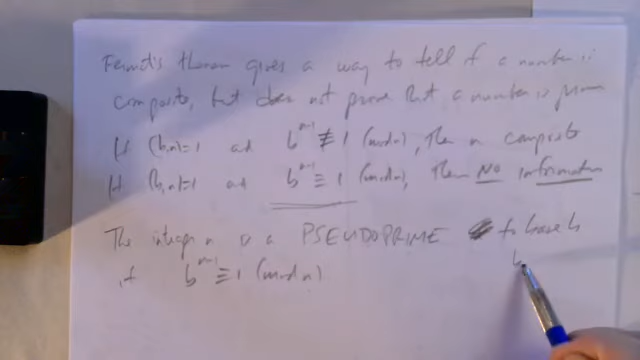 Fermat's theorem gives a way to tell if a number is
composite, but does not prove that a number is prime
If (b,n)=1 and b^{n-1} ≢ 1 (mod n), then n composite
If (b,n)=1 and b^{n-1} ≡ 1 (mod n), then No information
The integer n is a PSEUDOPRIME to base b
if b^{n-1} ≡ 1 (mod n)
b